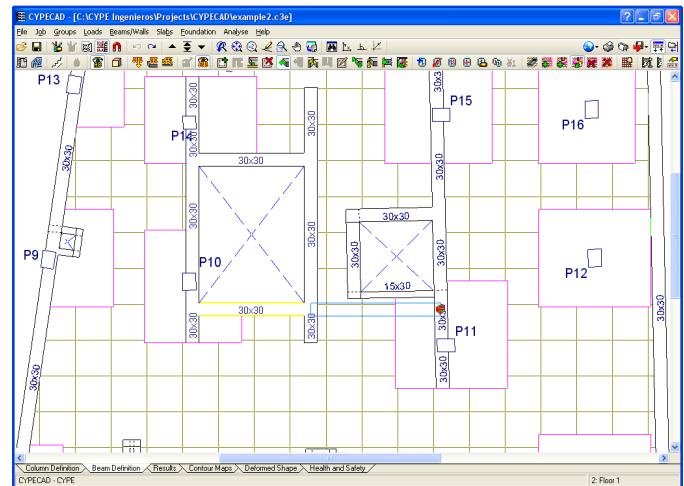 CYPECAD - [C:\CYPE Ingenieros\Projects\CYPECAD\example2.c3e]
File Job Groups Loads Beams/Walls Slabs Foundation Analyse Help
P13
P14
P15
P16
30x30
30x30
30x30
30x30
30x30
30x30
30x30
30x30
30x30
30x30
30x30
15x30
P9
P10
P12
30x30
30x30
30x30
30x30
30x30
P11
30x30
30x30
30x30
Column Definition Beam Definition Results Contour Maps Deformed Shape Health and Safety
CYPECAD - CYPE
2: Floor 1